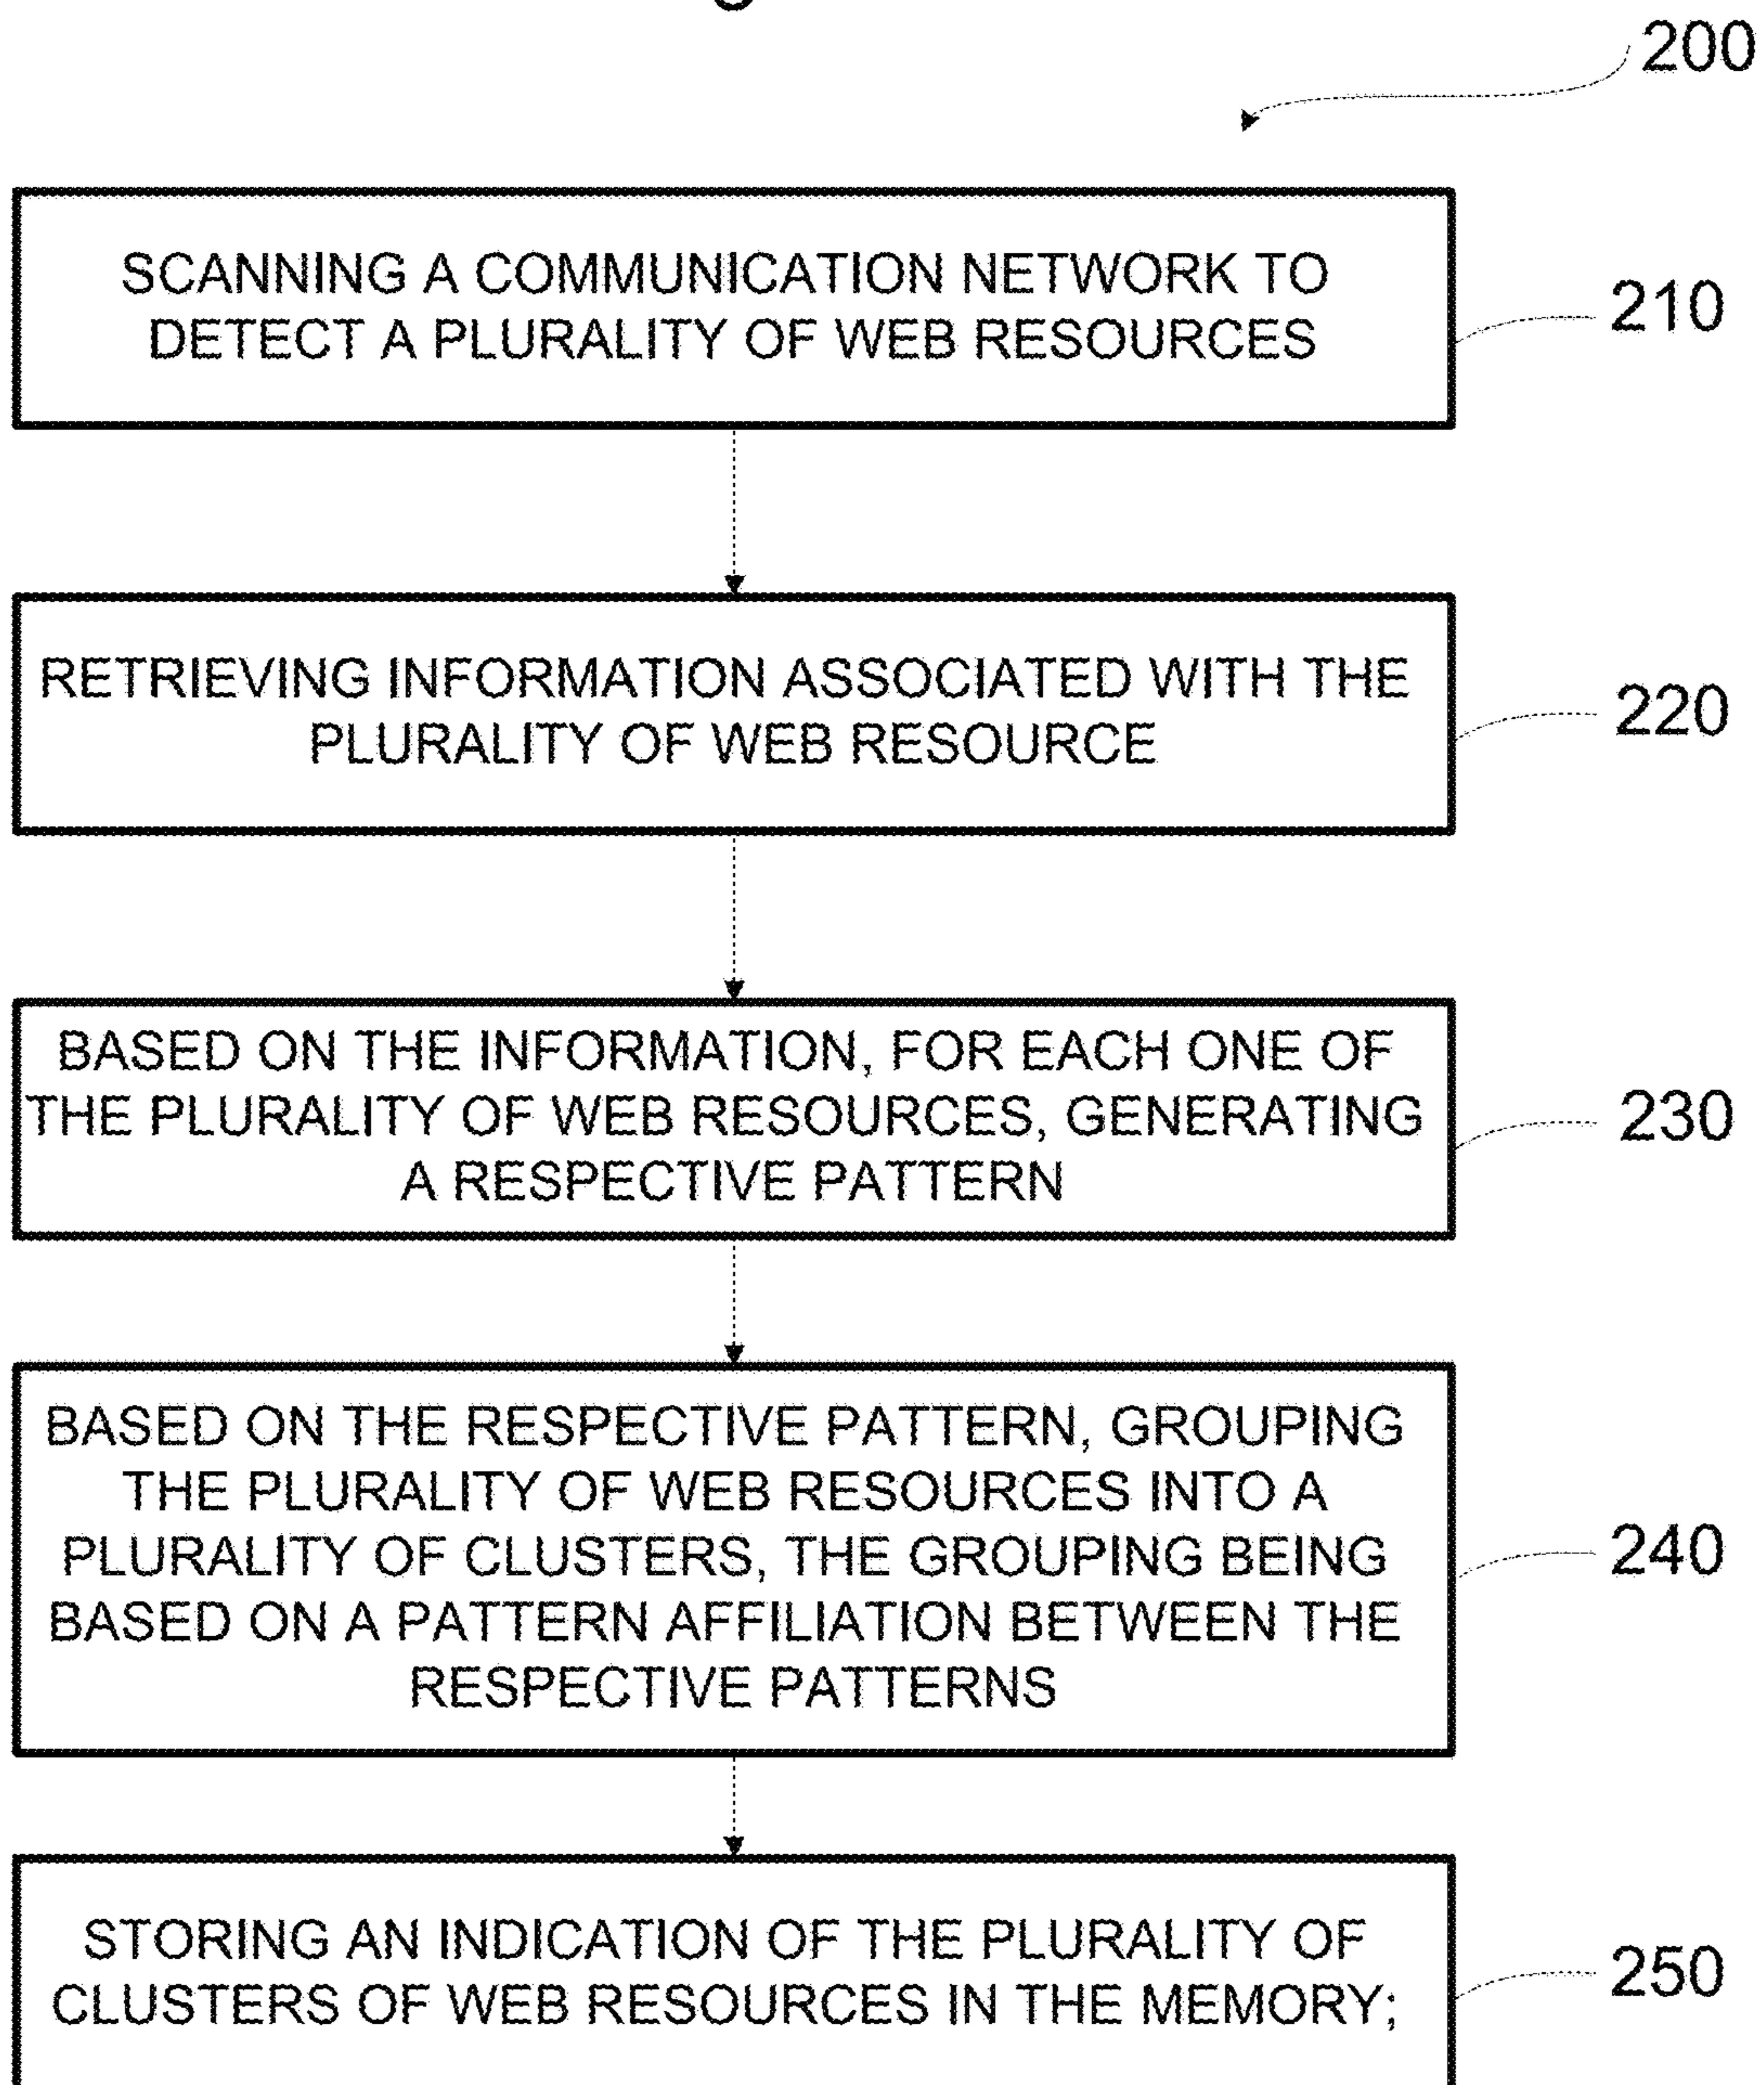 200
SCANNING A COMMUNICATION NETWORK TO
DETECT A PLURALITY OF WEB RESOURCES
210
RETRIEVING INFORMATION ASSOCIATED WITH THE
PLURALITY OF WEB RESOURCE
220
BASED ON THE INFORMATION, FOR EACH ONE OF
THE PLURALITY OF WEB RESOURCES, GENERATING
A RESPECTIVE PATTERN
230
BASED ON THE RESPECTIVE PATTERN, GROUPING
THE PLURALITY OF WEB RESOURCES INTO A
PLURALITY OF CLUSTERS, THE GROUPING BEING
BASED ON A PATTERN AFFILIATION BETWEEN THE
RESPECTIVE PATTERNS
240
STORING AN INDICATION OF THE PLURALITY OF
CLUSTERS OF WEB RESOURCES IN THE MEMORY;
250